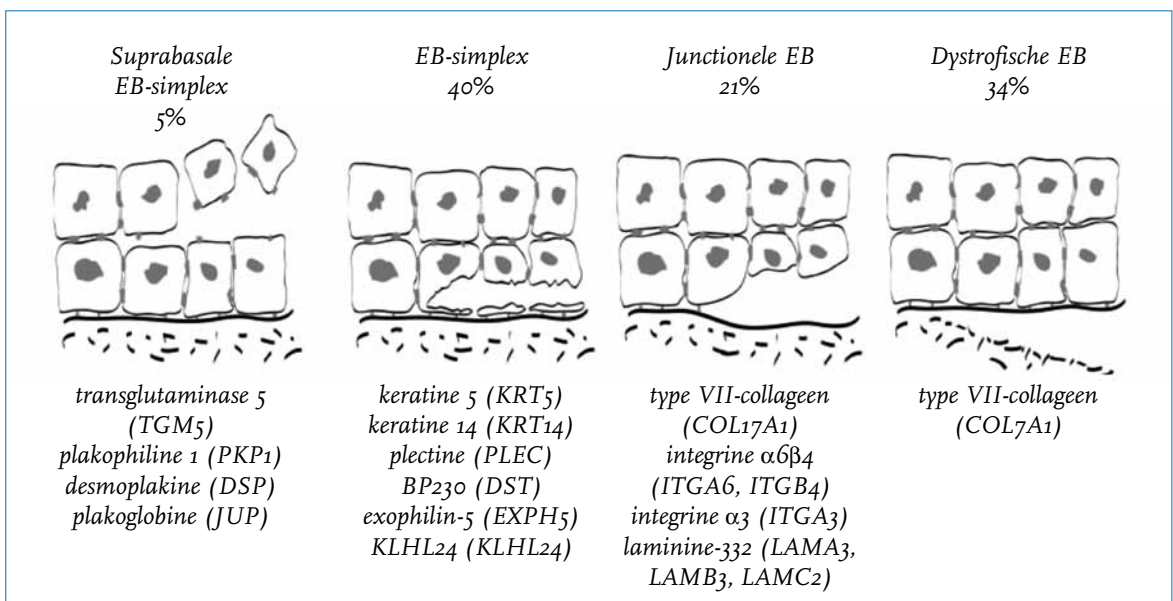 Suprabasale
EB-simplex
5%
EB-simplex
40%
Junctionele EB
21%
Dystrofische EB
34%
transglutaminase 5
(TGM5)
plakophiline 1 (PKP1)
desmoplakine (DSP)
plakoglobine (JUP)
keratine 5 (KRT5)
keratine 14 (KRT14)
plectine (PLEC)
BP230 (DST)
exophilin-5 (EXPH5)
KLHL24 (KLHL24)
type VII-collageen
(COL17A1)
integrine α6β4
(ITGA6, ITGB4)
integrine α3 (ITGA3)
laminine-332 (LAMA3,
LAMB3, LAMC2)
type VII-collageen
(COL7A1)